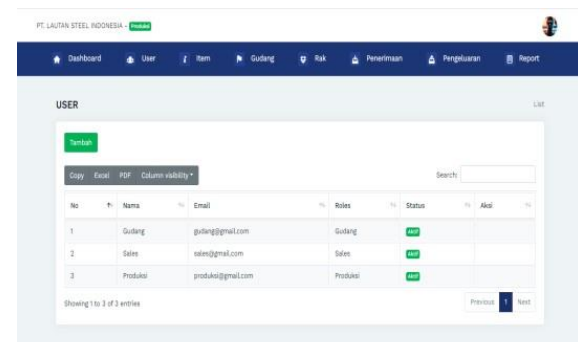 PT. LAUTAN STEEL INDONESIA - Produksi
Dashboard User Item Gudang Rak Penerimaan Pengeluaran Report
USER List
Tambah
Copy Excel PDF Column visibility Search:
No Nama Email Roles Status Aksi
1 Gudang gudang@gmail.com Gudang Aktif
2 Sales sales@gmail.com Sales Aktif
3 Produksi produksi@gmail.com Produksi Aktif
Showing 1 to 3 of 3 entries Previous 1 Next